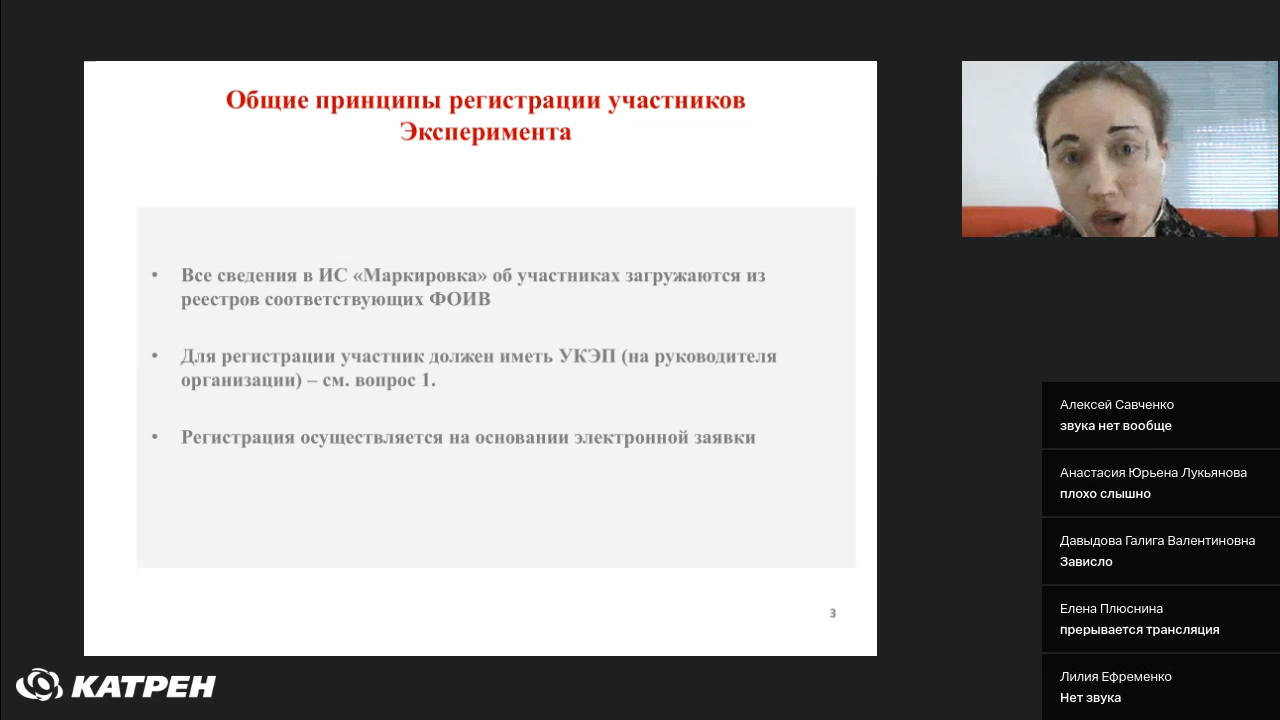 Общие принципы регистрации участников
Эксперимента
• Все сведения в ИС «Маркировка» об участниках загружаются из
реестров соответствующих ФОИВ
• Для регистрации участник должен иметь УКЭП (на руководителя
организации) – см. вопрос 1.
• Регистрация осуществляется на основании электронной заявки
3
КАТРЕН
Алексей Савченко
звука нет вообще
Анастасия Юрьена Лукьянова
плохо слышно
Давыдова Галига Валентиновна
Зависло
Елена Плюснина
прерывается трансляция
Лилия Ефременко
Нет звука